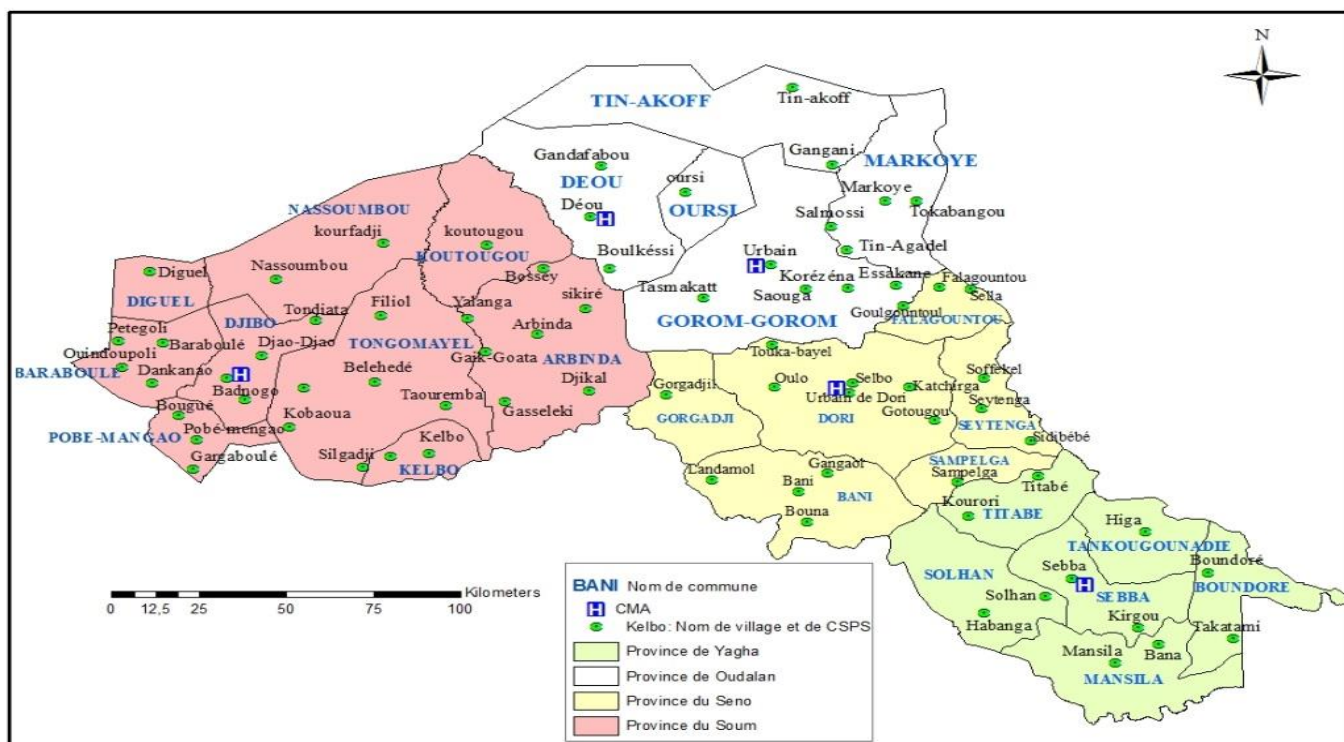 N
TIN-AKOFF
Tin-akoff
Gandafabou
Gangani
MARKOYE
DEOU
oursi
Markoye
NASSOUMBOU
Déou
OURSI
Salmossi
Tokabangou
kourfadji
koutougou
Tin-Agadel
KOUTOUGOU
Boulkéssi
Urbain
Diguel
Nassoumbou
Bossey
Korézéna
Essakane
Falagountou
DIGUEL
Tondiata
Filiol
Yalanga
sikiré
Tasmakatt
Saouga
Sella
DJIBO
GOROM-GOROM
Goulgountoul
FALAGOUNTOU
Petegoli
Baraboulé
Djao-Djao
TONGOMAYEL
Arbinda
Ouindoupoli
Gaik-Goata
ARBINDA
Touka-bayel
BARABOULE
Dankanao
Belehedé
Djikal
Gorgadji
Oulo
Selbo
Katchirga
Soffekel
Badnogo
Urbain de Dori
Bougué
Kobaoua
Taouremba
Gasseleki
GORGADJI
DORI
Gotougou
Seytenga
SEYTENGA
POBE-MANGAO
Pobé-mengao
Kelbo
Sidibébé
Gargaboulé
Silgadji
KELBO
SAMPELGA
Landamol
Gangaol
Sampelga
Titabé
Bani
BANI
Kourori
TITABE
Bouna
Higa
TANKOUGOUNADIE
SOLHAN
Sebba
Boundoré
BOUNDORE
Solhan
SEBBA
Habanga
Kirgou
Takatami
Mansila
Bana
MANSILA
Kilometers
0 12,5 25 50 75 100
BANI Nom de commune
H CMA
Kelbo: Nom de village et de CSPS
Province de Yagha
Province de Oudalan
Province du Seno
Province du Soum